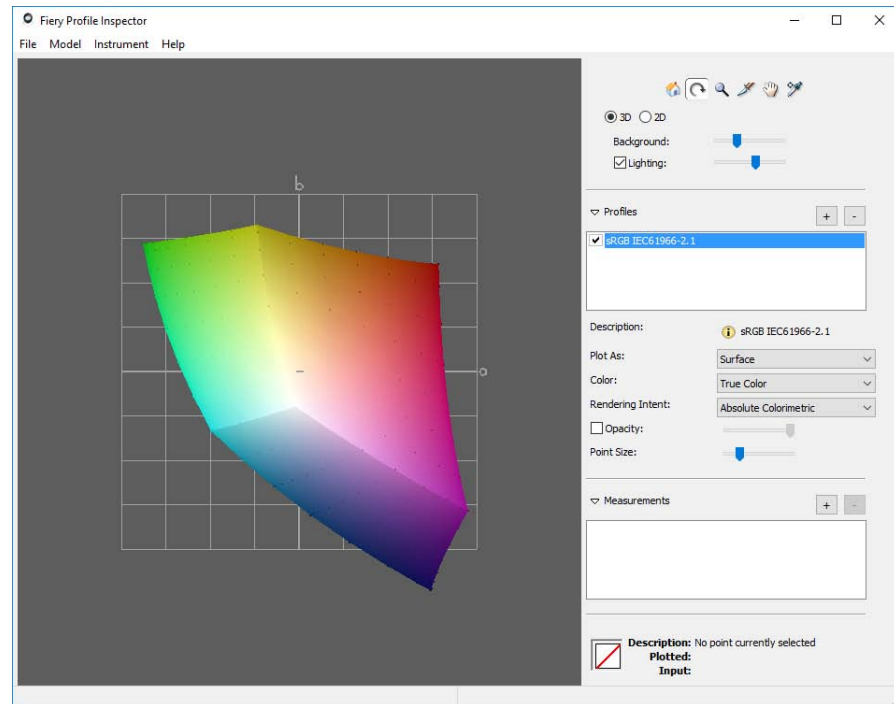 Fiery Profile Inspector
File Model Instrument Help
b
a
3D 2D
Background:
Lighting:
Profiles
+ -
sRGB IEC61966-2.1
Description: sRGB IEC61966-2.1
Plot As: Surface
Color: True Color
Rendering Intent: Absolute Colorimetric
Opacity:
Point Size:
Measurements
+ -
Description: No point currently selected
Plotted:
Input: